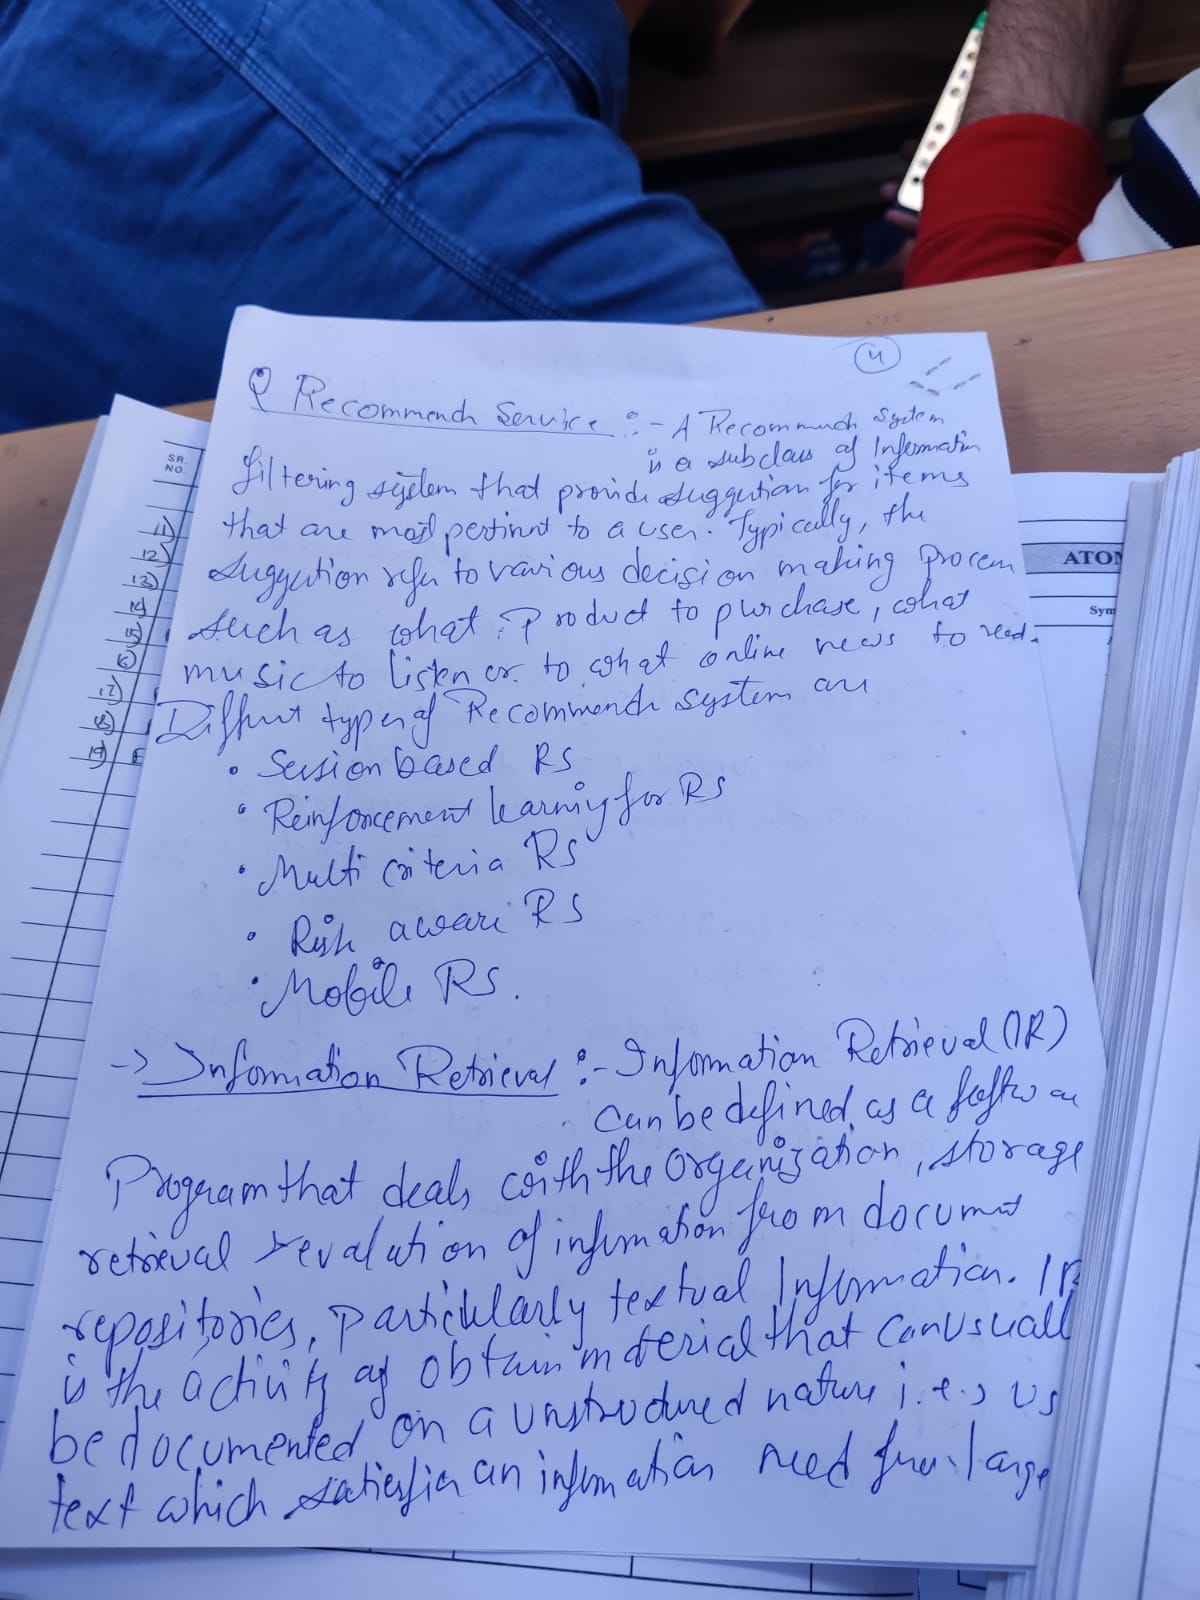 4
Q Recommend Service :- A Recommend System
is a subclass of Information
filtering system that provide suggestion for items
that are most pertinent to a user. Typically, the
suggestion refer to various decision making process
such as what product to purchase, what
music to listen or to what online news to read.
Different types of Recommend system are
• Session based RS
• Reinforcement learning for RS
• Multi criteria RS
• Risk aware RS
• Mobile RS.
-> Information Retrieval :- Information Retrieval (IR)
can be defined as a software
Program that deals with the Organization, storage
retrieval evaluation of information from document
repositories, particularly textual Information. IR
is the activity of obtain material that can usuall
be documented on a unstructured nature i.e., us
text which satisfies an information need from large
SR.
NO.
11)
12)
13)
14)
15)
16)
17)
18)
19)
ATOM
Sym